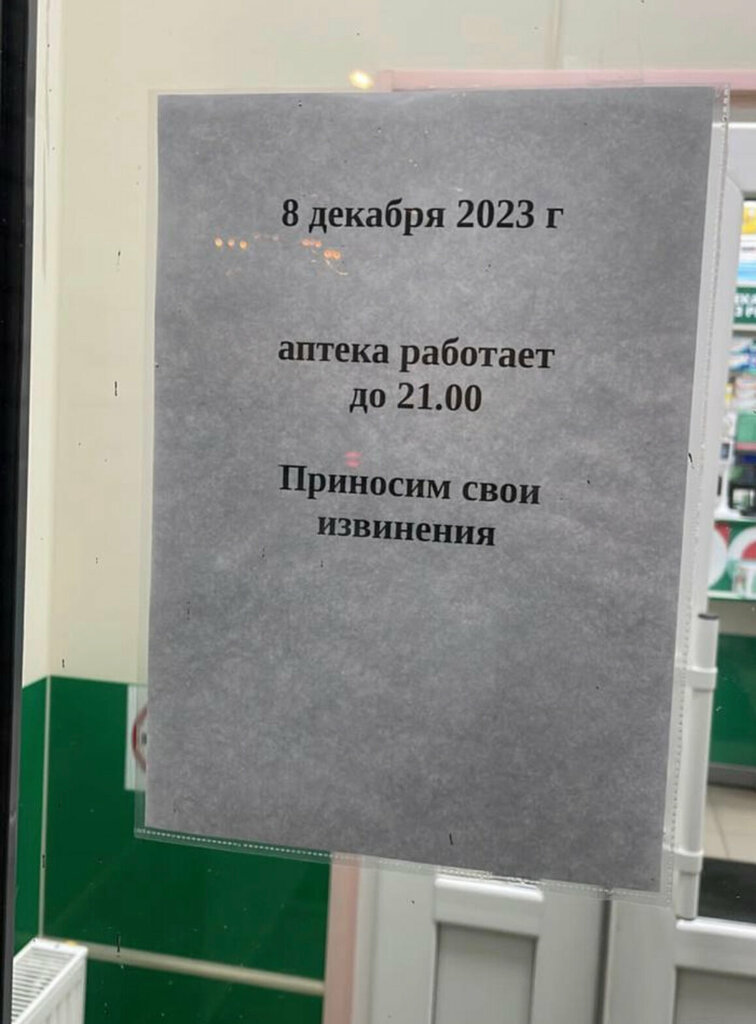 8 декабря 2023 г
аптека работает
до 21.00
Приносим свои
извинения